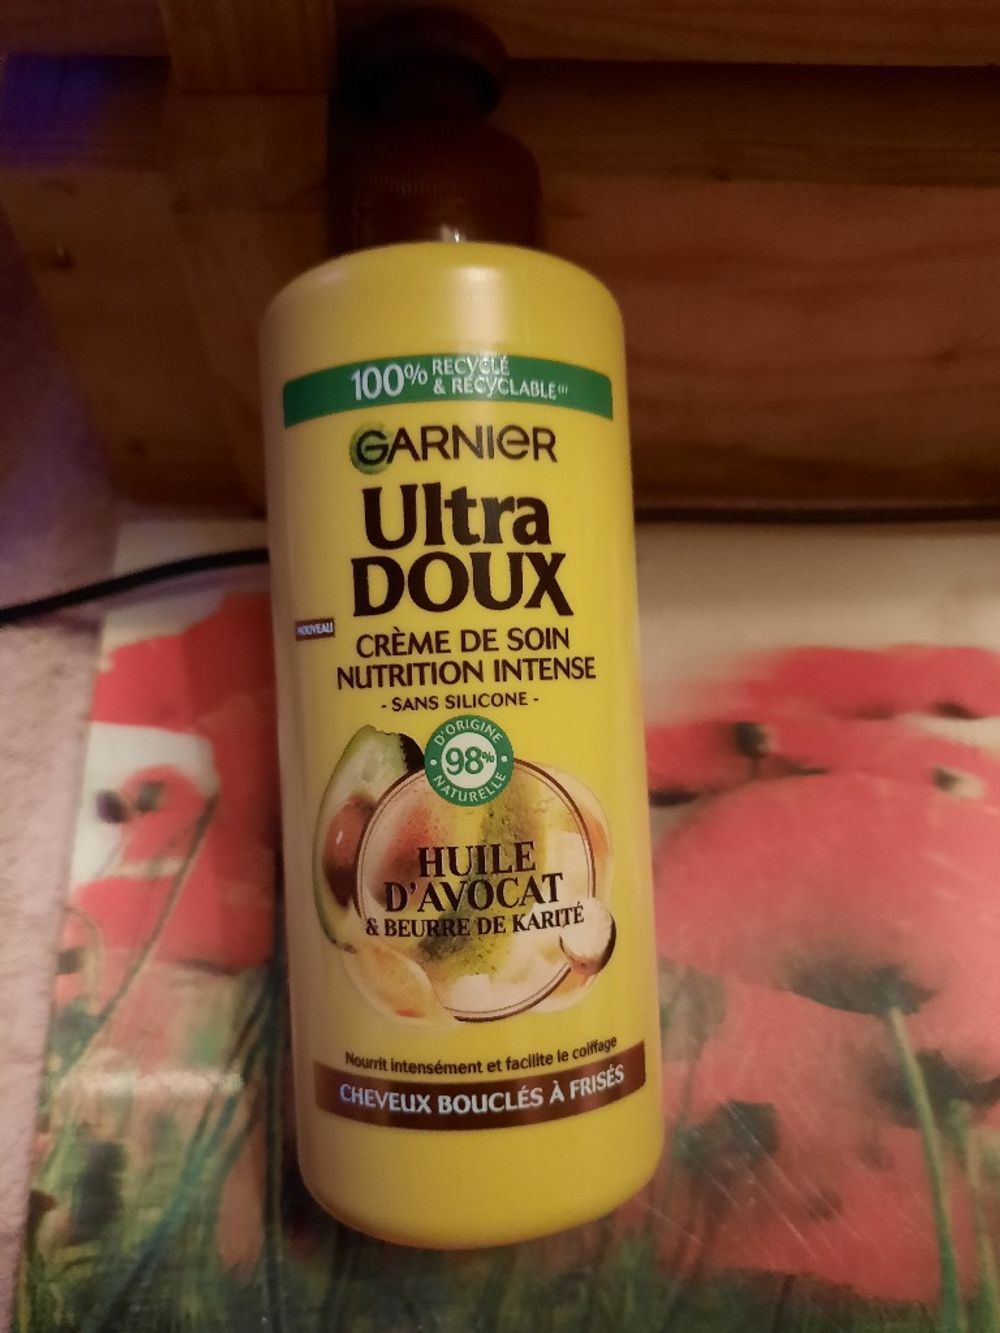 100% RECYCLÉ
& RECYCLABLE
GARNIER
Ultra
DOUX
NOUVEAU
CRÈME DE SOIN
NUTRITION INTENSE
- SANS SILICONE -
D'ORIGINE
98%
NATURELLE
HUILE
D'AVOCAT
& BEURRE DE KARITÉ
Nourrit intensément et facilite le coiffage
CHEVEUX BOUCLÉS À FRISÉS